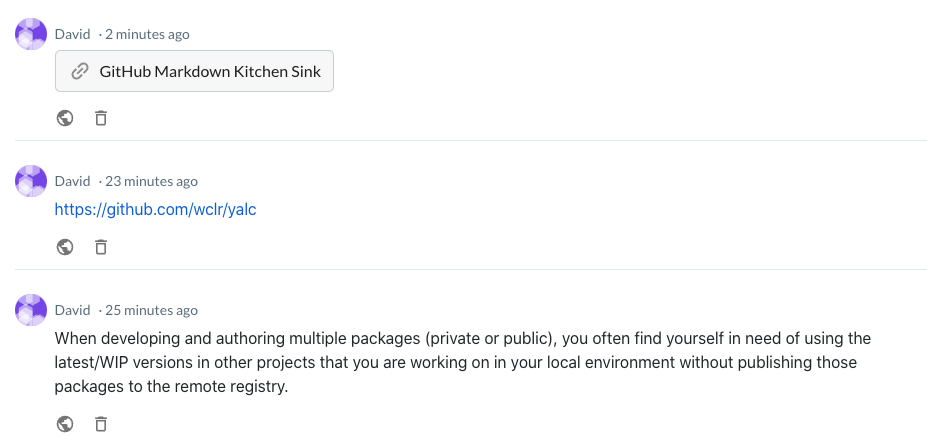 David · 2 minutes ago
GitHub Markdown Kitchen Sink
David · 23 minutes ago
https://github.com/wclr/yalc
David · 25 minutes ago
When developing and authoring multiple packages (private or public), you often find yourself in need of using the
latest/WIP versions in other projects that you are working on in your local environment without publishing those
packages to the remote registry.